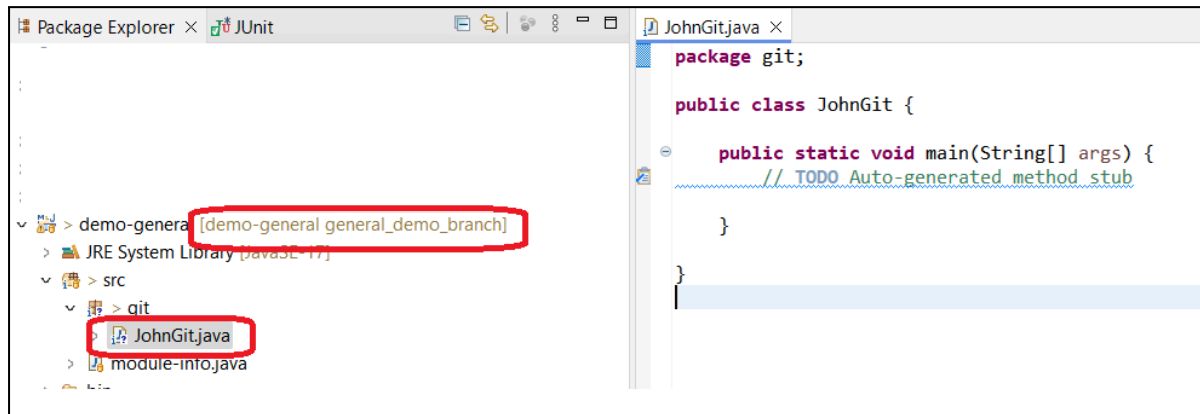 Package Explorer × JUnit
> demo-genera [demo-general general_demo_branch]
JRE System Library [JavaSE-17]
> src
> git
JohnGit.java
module-info.java
JohnGit.java ×
package git;
public class JohnGit {
public static void main(String[] args) {
// TODO Auto-generated method stub
}
}